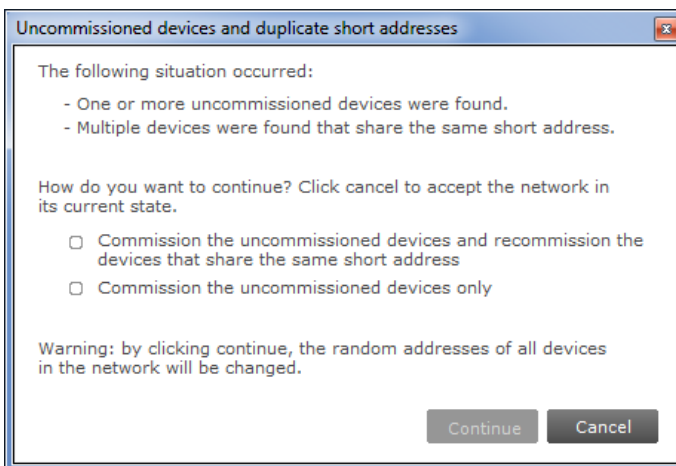 Uncommissioned devices and duplicate short addresses
The following situation occurred:
- One or more uncommissioned devices were found.
- Multiple devices were found that share the same short address.
How do you want to continue? Click cancel to accept the network in
its current state.
Commission the uncommissioned devices and recommission the
devices that share the same short address
Commission the uncommissioned devices only
Warning: by clicking continue, the random addresses of all devices
in the network will be changed.
Continue Cancel